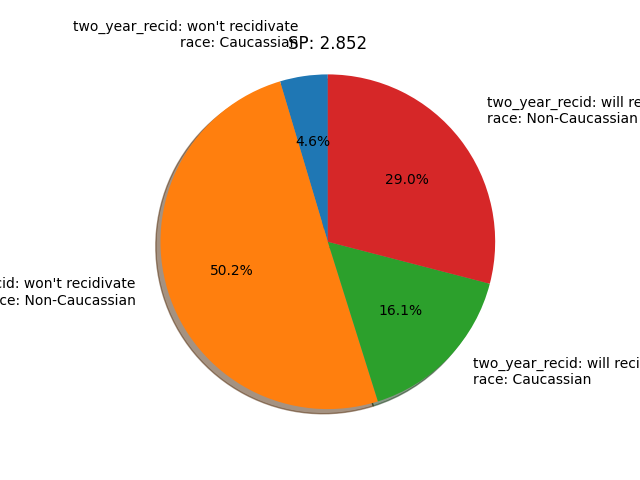 two_year_recid: won't recidivate
race: Caucassian
SP: 2.852
two_year_recid: will re
race: Non-Caucassian
4.6%
29.0%
50.2%
cid: won't recidivate
ce: Non-Caucassian
16.1%
two_year_recid: will reci
race: Caucassian